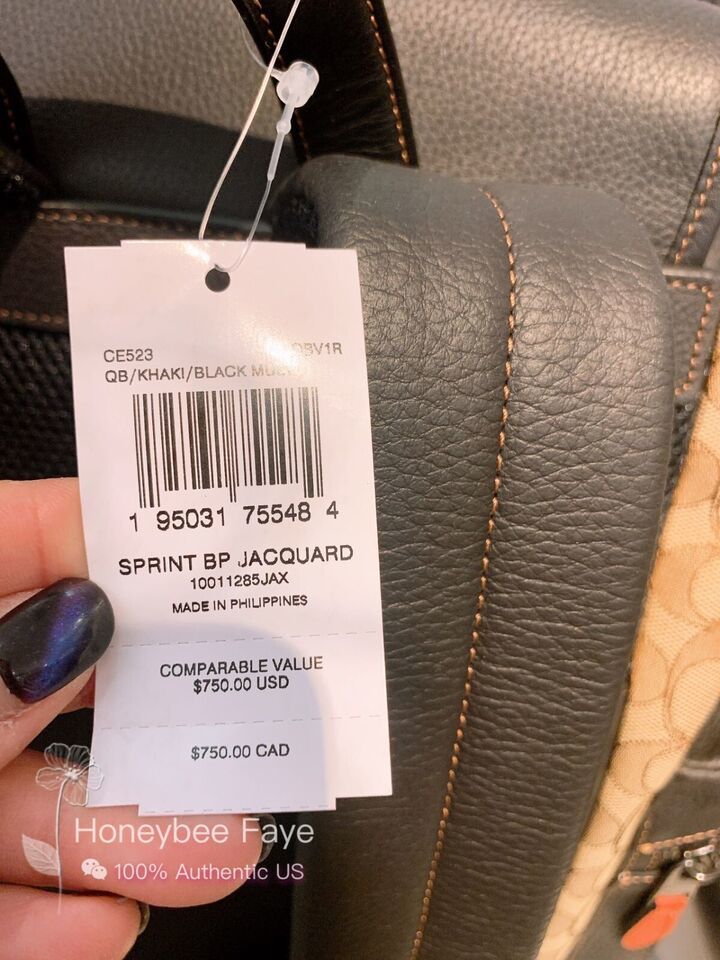 CE523
QB/KHAKI/BLACK
1 95031 75548 4
SPRINT BP JACQUARD
10011285JAX
MADE IN PHILIPPINES
COMPARABLE VALUE
$750.00 USD
$750.00 CAD
Honeybee Faye
100% Authentic US